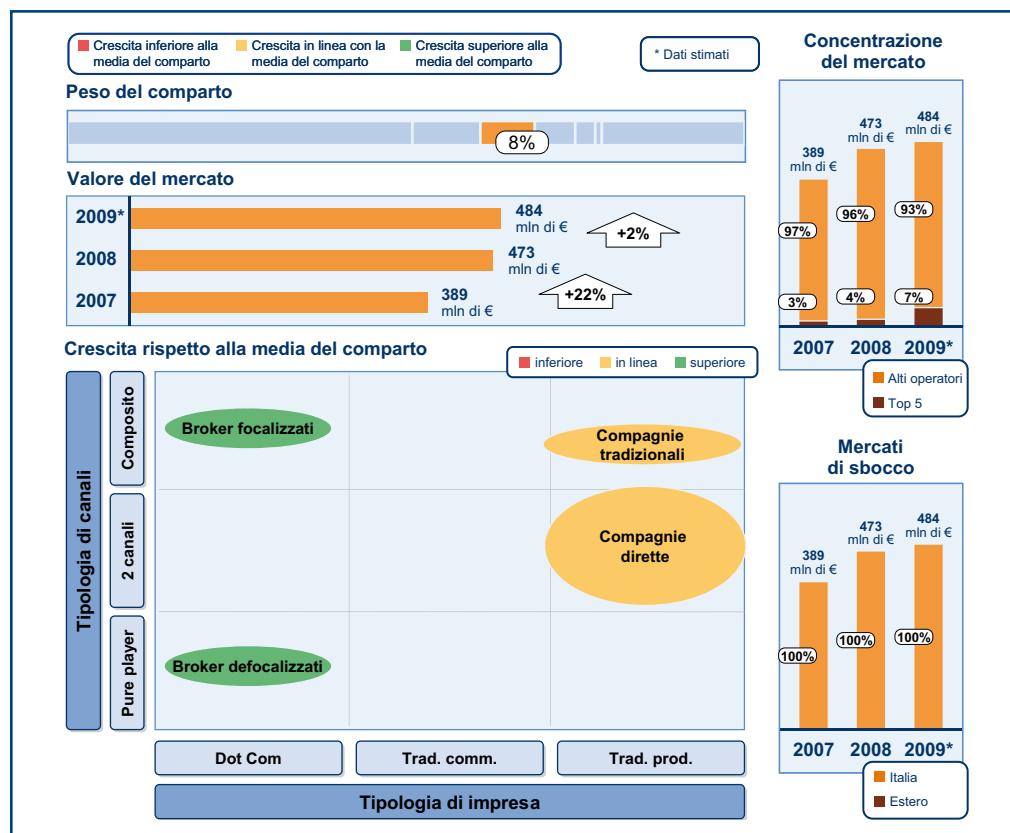 Crescita inferiore alla
media del comparto
Crescita in linea con la
media del comparto
Crescita superiore alla
media del comparto
* Dati stimati
Peso del comparto
8%
Valore del mercato
2009*
484
mln di €
+2%
2008
473
mln di €
2007
389
mln di €
+22%
Crescita rispetto alla media del comparto
inferiore
in linea
superiore
Tipologia di canali
Composito
2 canali
Pure player
Broker focalizzati
Compagnie
tradizionali
Compagnie
dirette
Broker defocalizzati
Dot Com
Trad. comm.
Trad. prod.
Tipologia di impresa
Concentrazione
del mercato
389
mln di €
473
mln di €
484
mln di €
97%
96%
93%
3%
4%
7%
2007
2008
2009*
Alti operatori
Top 5
Mercati
di sbocco
389
mln di €
473
mln di €
484
mln di €
100%
100%
100%
2007
2008
2009*
Italia
Estero